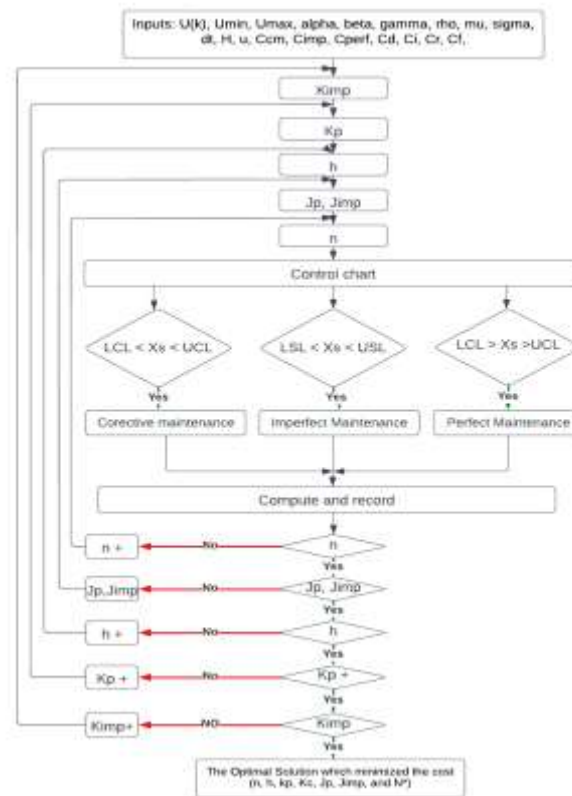 Inputs: U(k), Umin, Umax, alpha, beta, gamma, rho, mu, sigma,
dt, H, u, Ccm, Cimp, Cperf, Cd, Ci, Cr, Cf,
Kimp
Kp
h
Jp, Jimp
n
Control chart
LCL < Xs < UCL
LSL < Xs < USL
LCL > Xs >UCL
Yes
Yes
Yes
Corective maintenance
Imperfect Maintenance
Perfect Maintenance
Compute and record
n +
No
n
Yes
Jp,Jimp
No
Jp, Jimp
Yes
h +
No
h
Yes
Kp +
No
Kp +
Yes
Kimp+
NO
Kimp
Yes
The Optimal Solution which minimized the cost
(n, h, kp, Kc, Jp, Jimp, and N*)